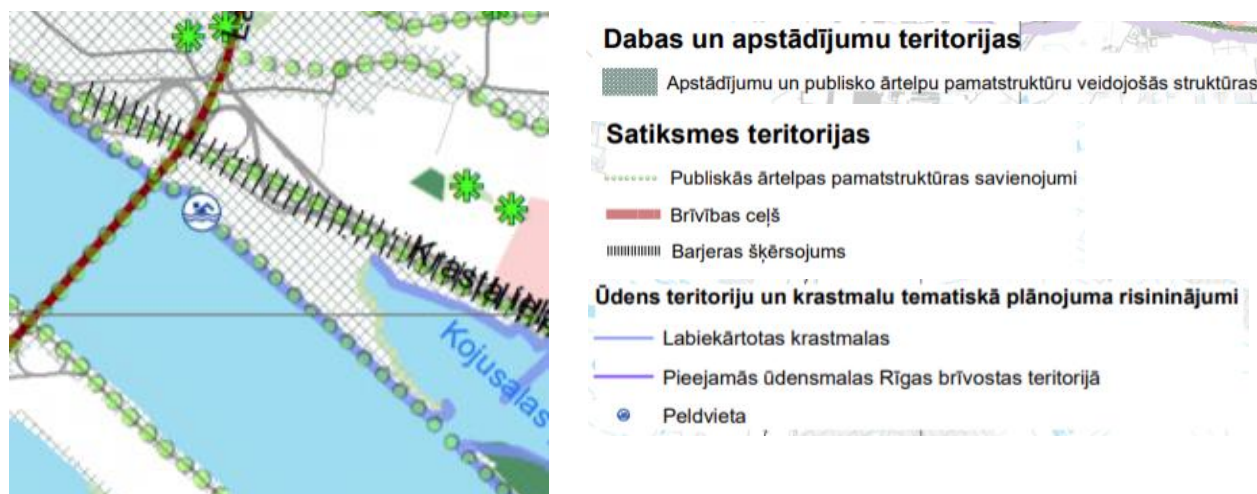 Krasta iela
Kojusalas
Dabas un apstādījumu teritorijas
Apstādījumu un publisko ārtelpu pamatstruktūru veidojošās struktūras
Satiksmes teritorijas
Publiskās ārtelpas pamatstruktūras savienojumi
Brīvības ceļš
Barjeras šķērsojums
Ūdens teritoriju un krastmalu tematiskā plānojuma risininājumi
Labiekārtotas krastmalas
Pieejamās ūdensmalas Rīgas brīvostas teritorijā
Peldvieta